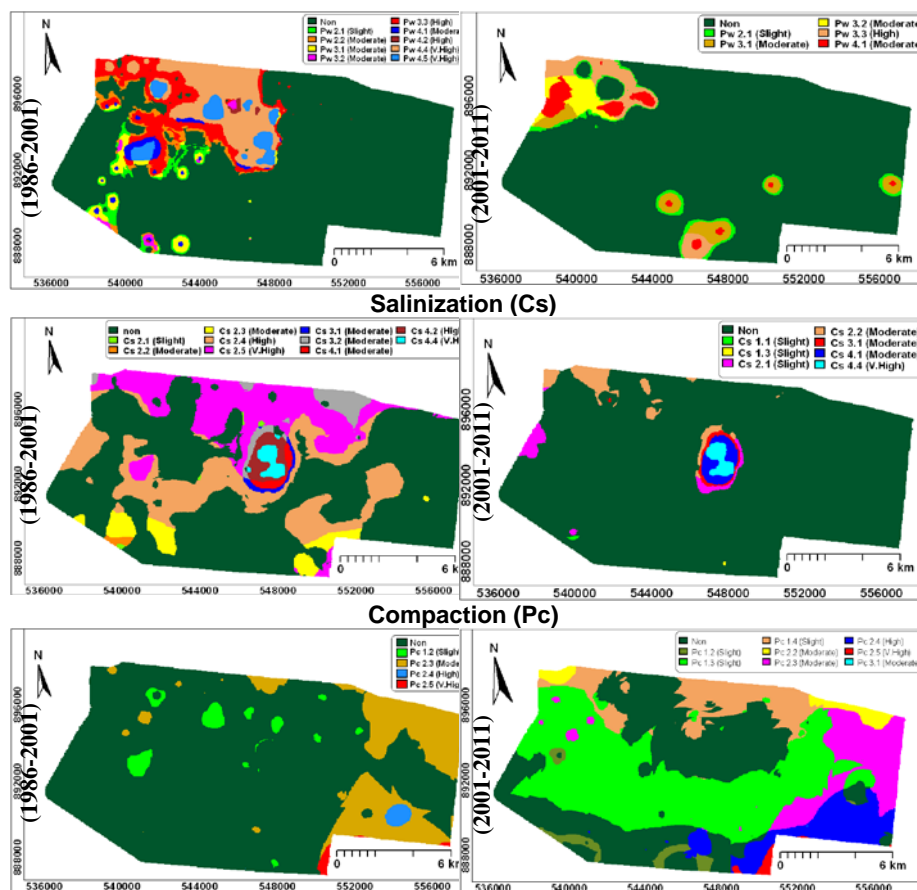 Non
Pw 2.1 (Slight)
Pw 2.2 (Moderate)
Pw 3.1 (Moderate)
Pw 3.2 (Moderate)
Pw 3.3 (High)
Pw 4.1 (Moderate)
Pw 4.2 (High)
Pw 4.4 (V.High)
Pw 4.5 (V.High)
N
896000
892000
888000
(1986-2001)
0 6 km
536000 540000 544000 548000 552000 556000
Non
Pw 2.1 (Slight)
Pw 3.1 (Moderate)
Pw 3.2 (Moderate)
Pw 3.3 (High)
Pw 4.1 (Moderate)
N
896000
892000
888000
(2001-2011)
0 6 km
536000 540000 544000 548000 552000 556000
Salinization (Cs)
non
Cs 2.1 (Slight)
Cs 2.2 (Moderate)
Cs 2.3 (Moderate)
Cs 2.4 (High)
Cs 2.5 (V.High)
Cs 3.1 (Moderate)
Cs 3.2 (Moderate)
Cs 4.1 (Moderate)
Cs 4.2 (Hig
Cs 4.4 (V.H
N
896000
892000
888000
(1986-2001)
0 6 k
536000 540000 544000 548000 552000 556000
Non
Cs 1.1 (Slight)
Cs 1.3 (Slight)
Cs 2.1 (Slight)
Cs 2.2 (Moderate
Cs 3.1 (Moderate)
Cs 4.1 (Moderate)
Cs 4.4 (V.High)
N
896000
892000
888000
(2001-2011)
0 6 km
536000 540000 544000 548000 552000 556000
Compaction (Pc)
Non
Pc 1.2 (Slight)
Pc 2.3 (Mode
Pc 2.4 (High)
Pc 2.5 (V.High
N
896000
892000
888000
(1986-2001)
0 6 km
536000 540000 544000 548000 552000 556000
Non
Pc 1.2 (Slight)
Pc 1.3 (Slight)
Pc 1.4 (Slight)
Pc 2.2 (Moderate)
Pc 2.3 (Moderate)
Pc 2.4 (High)
Pc 2.5 (V.High)
Pc 3.1 (Moderate)
N
896000
892000
888000
(2001-2011)
0 6 km
536000 540000 544000 548000 552000 556000